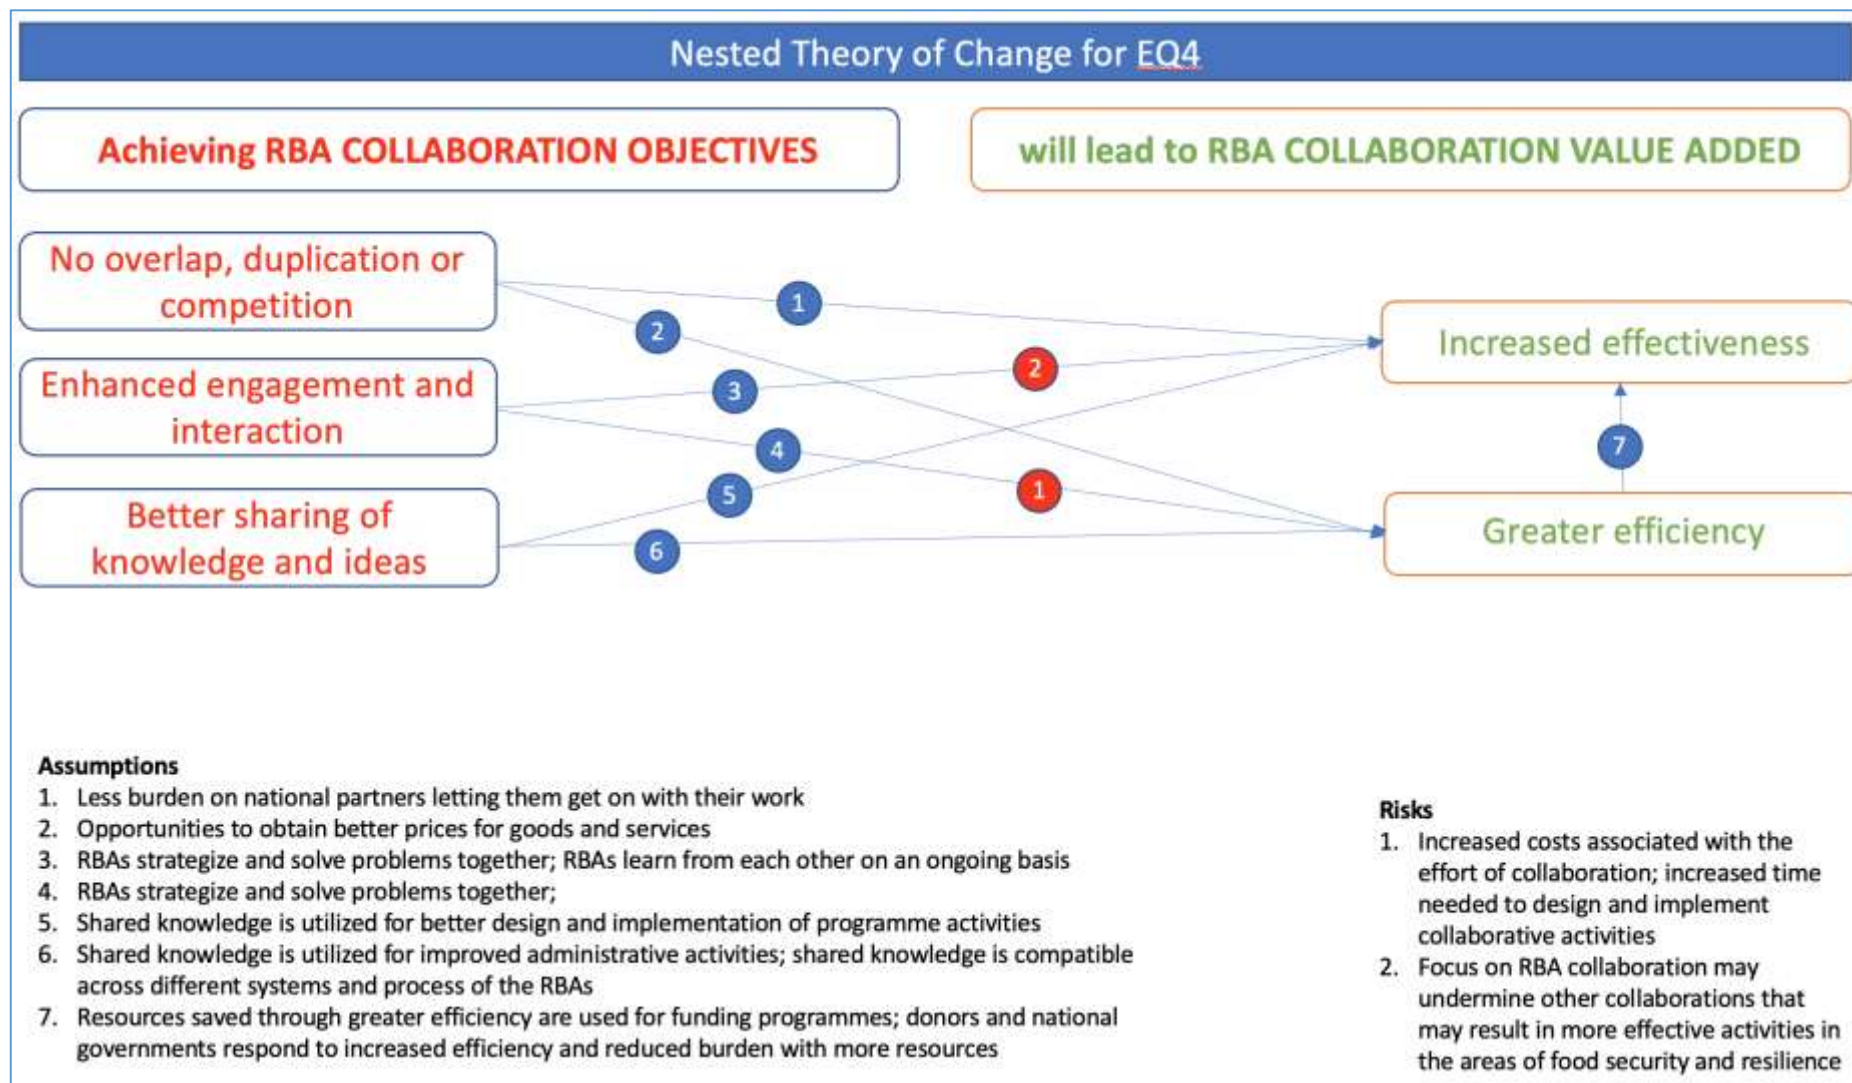 Nested Theory of Change for EQ4
Achieving RBA COLLABORATION OBJECTIVES
will lead to RBA COLLABORATION VALUE ADDED
No overlap, duplication or
competition
1
2
Increased effectiveness
Enhanced engagement and
interaction
3
2
4
7
Better sharing of
knowledge and ideas
5
1
6
Greater efficiency
Assumptions
1. Less burden on national partners letting them get on with their work
2. Opportunities to obtain better prices for goods and services
3. RBAs strategize and solve problems together; RBAs learn from each other on an ongoing basis
4. RBAs strategize and solve problems together;
5. Shared knowledge is utilized for better design and implementation of programme activities
6. Shared knowledge is utilized for improved administrative activities; shared knowledge is compatible
across different systems and process of the RBAs
7. Resources saved through greater efficiency are used for funding programmes; donors and national
governments respond to increased efficiency and reduced burden with more resources
Risks
1. Increased costs associated with the
effort of collaboration; increased time
needed to design and implement
collaborative activities
2. Focus on RBA collaboration may
undermine other collaborations that
may result in more effective activities in
the areas of food security and resilience